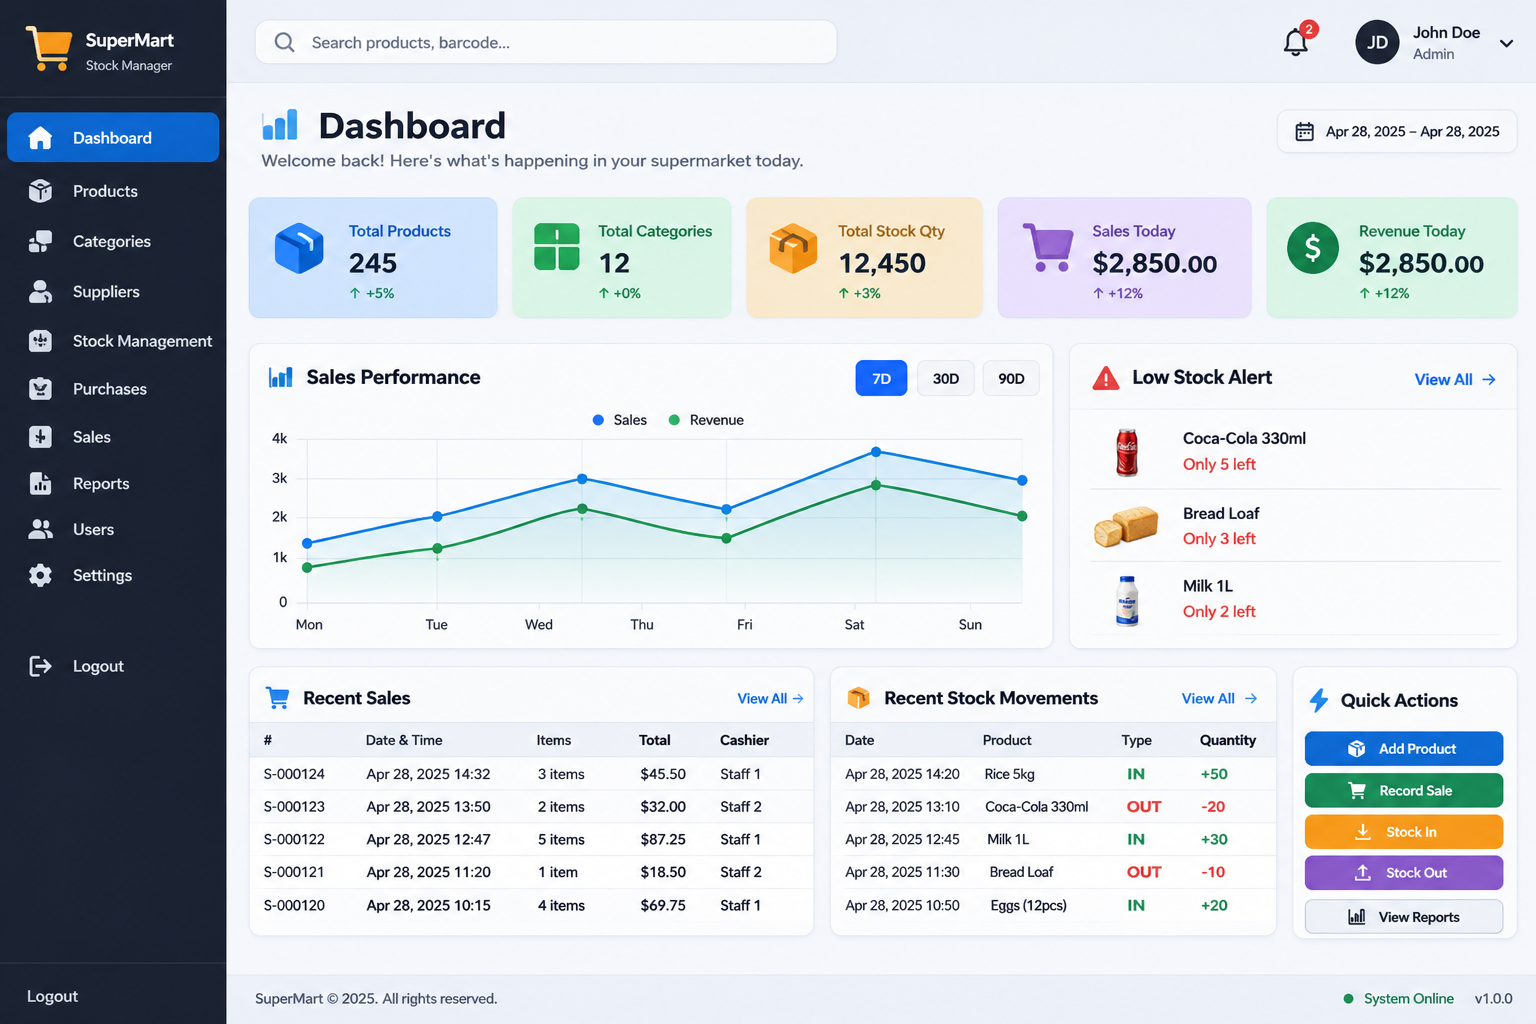 SuperMart
Stock Manager
Dashboard
Products
Categories
Suppliers
Stock Management
Purchases
Sales
Reports
Users
Settings
Logout
Logout
Search products, barcode...
2
JD
John Doe
Admin
Dashboard
Welcome back! Here's what's happening in your supermarket today.
Apr 28, 2025 – Apr 28, 2025
Total Products
245
↑ +5%
Total Categories
12
↑ +0%
Total Stock Qty
12,450
↑ +3%
Sales Today
$2,850.00
↑ +12%
Revenue Today
$2,850.00
↑ +12%
Sales Performance
7D 30D 90D
Sales Revenue
4k
3k
2k
1k
0
Mon Tue Wed Thu Fri Sat Sun
Low Stock Alert
View All →
Coca-Cola 330ml
Only 5 left
Bread Loaf
Only 3 left
Milk 1L
Only 2 left
Recent Sales
View All →
# Date & Time Items Total Cashier
S-000124 Apr 28, 2025 14:32 3 items $45.50 Staff 1
S-000123 Apr 28, 2025 13:50 2 items $32.00 Staff 2
S-000122 Apr 28, 2025 12:47 5 items $87.25 Staff 1
S-000121 Apr 28, 2025 11:20 1 item $18.50 Staff 2
S-000120 Apr 28, 2025 10:15 4 items $69.75 Staff 1
Recent Stock Movements
View All →
Date Product Type Quantity
Apr 28, 2025 14:20 Rice 5kg IN +50
Apr 28, 2025 13:10 Coca-Cola 330ml OUT -20
Apr 28, 2025 12:45 Milk 1L IN +30
Apr 28, 2025 11:30 Bread Loaf OUT -10
Apr 28, 2025 10:50 Eggs (12pcs) IN +20
Quick Actions
Add Product
Record Sale
Stock In
Stock Out
View Reports
SuperMart © 2025. All rights reserved.
System Online v1.0.0